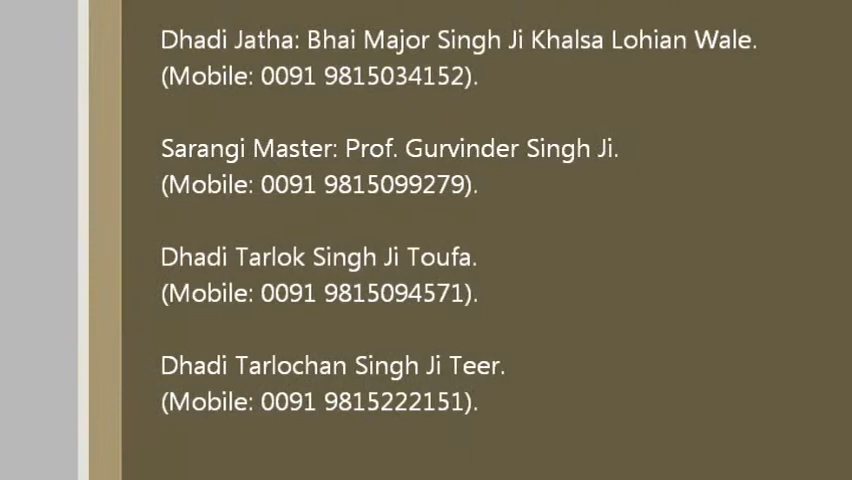 Dhadi Jatha: Bhai Major Singh Ji Khalsa Lohian Wale.
(Mobile: 0091 9815034152).
Sarangi Master: Prof. Gurvinder Singh Ji.
(Mobile: 0091 9815099279).
Dhadi Tarlok Singh Ji Toufa.
(Mobile: 0091 9815094571).
Dhadi Tarlochan Singh Ji Teer.
(Mobile: 0091 9815222151).